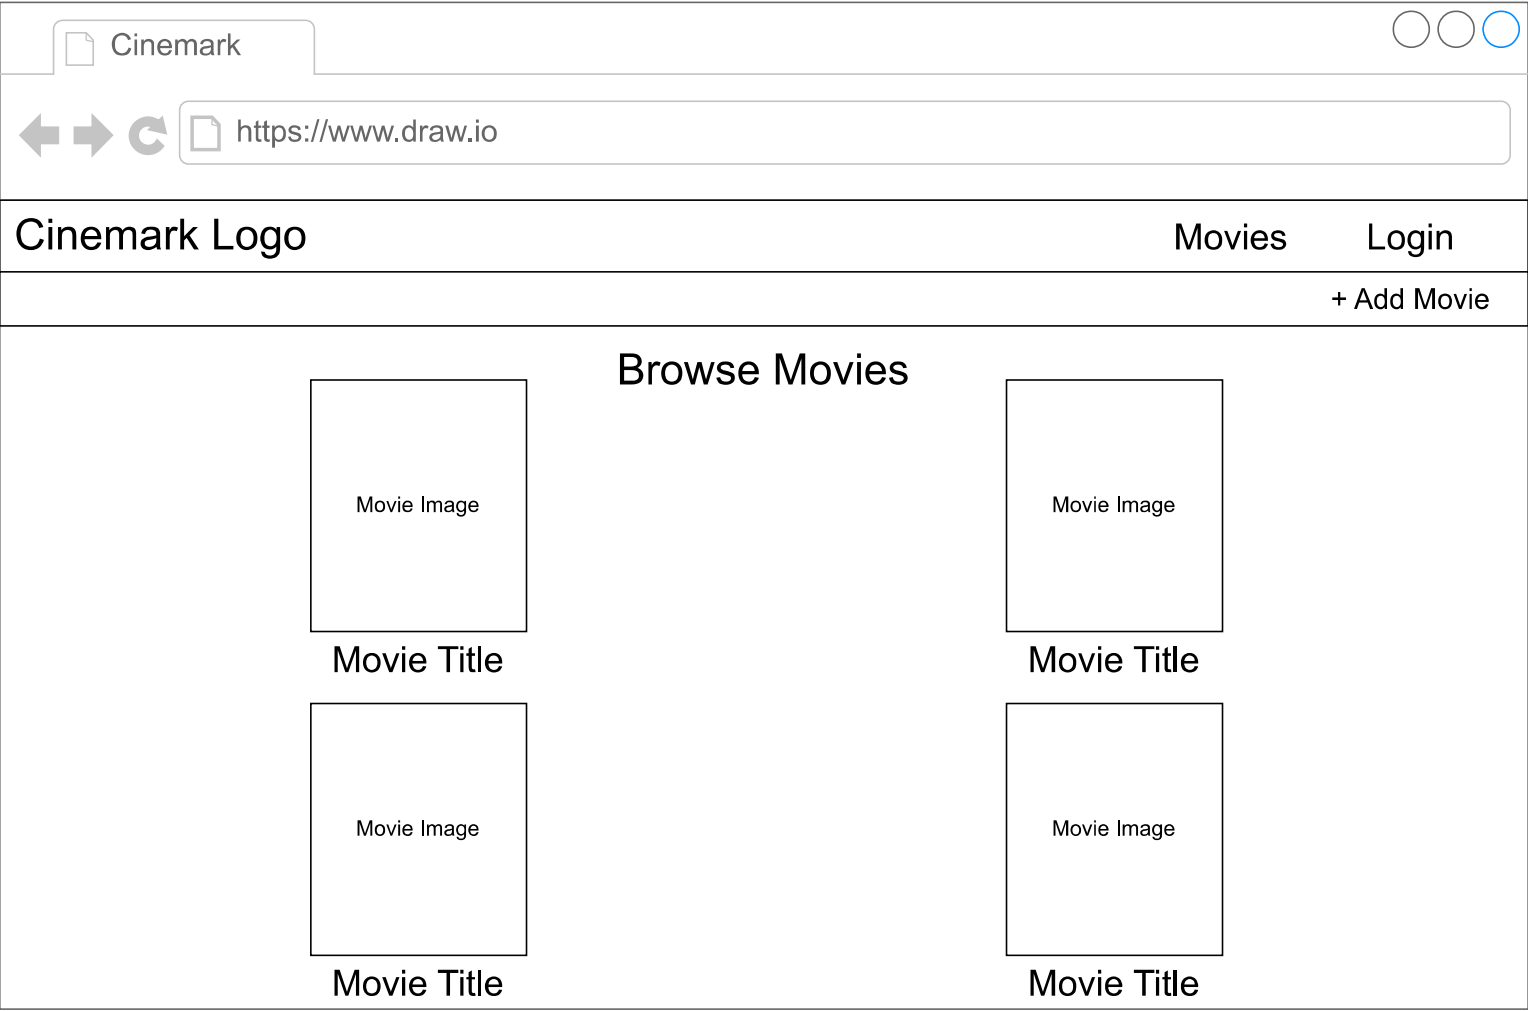 Cinemark
https://www.draw.io
Cinemark Logo
Movies
Login
+ Add Movie
Browse Movies
Movie Image
Movie Image
Movie Title
Movie Title
Movie Image
Movie Image
Movie Title
Movie Title